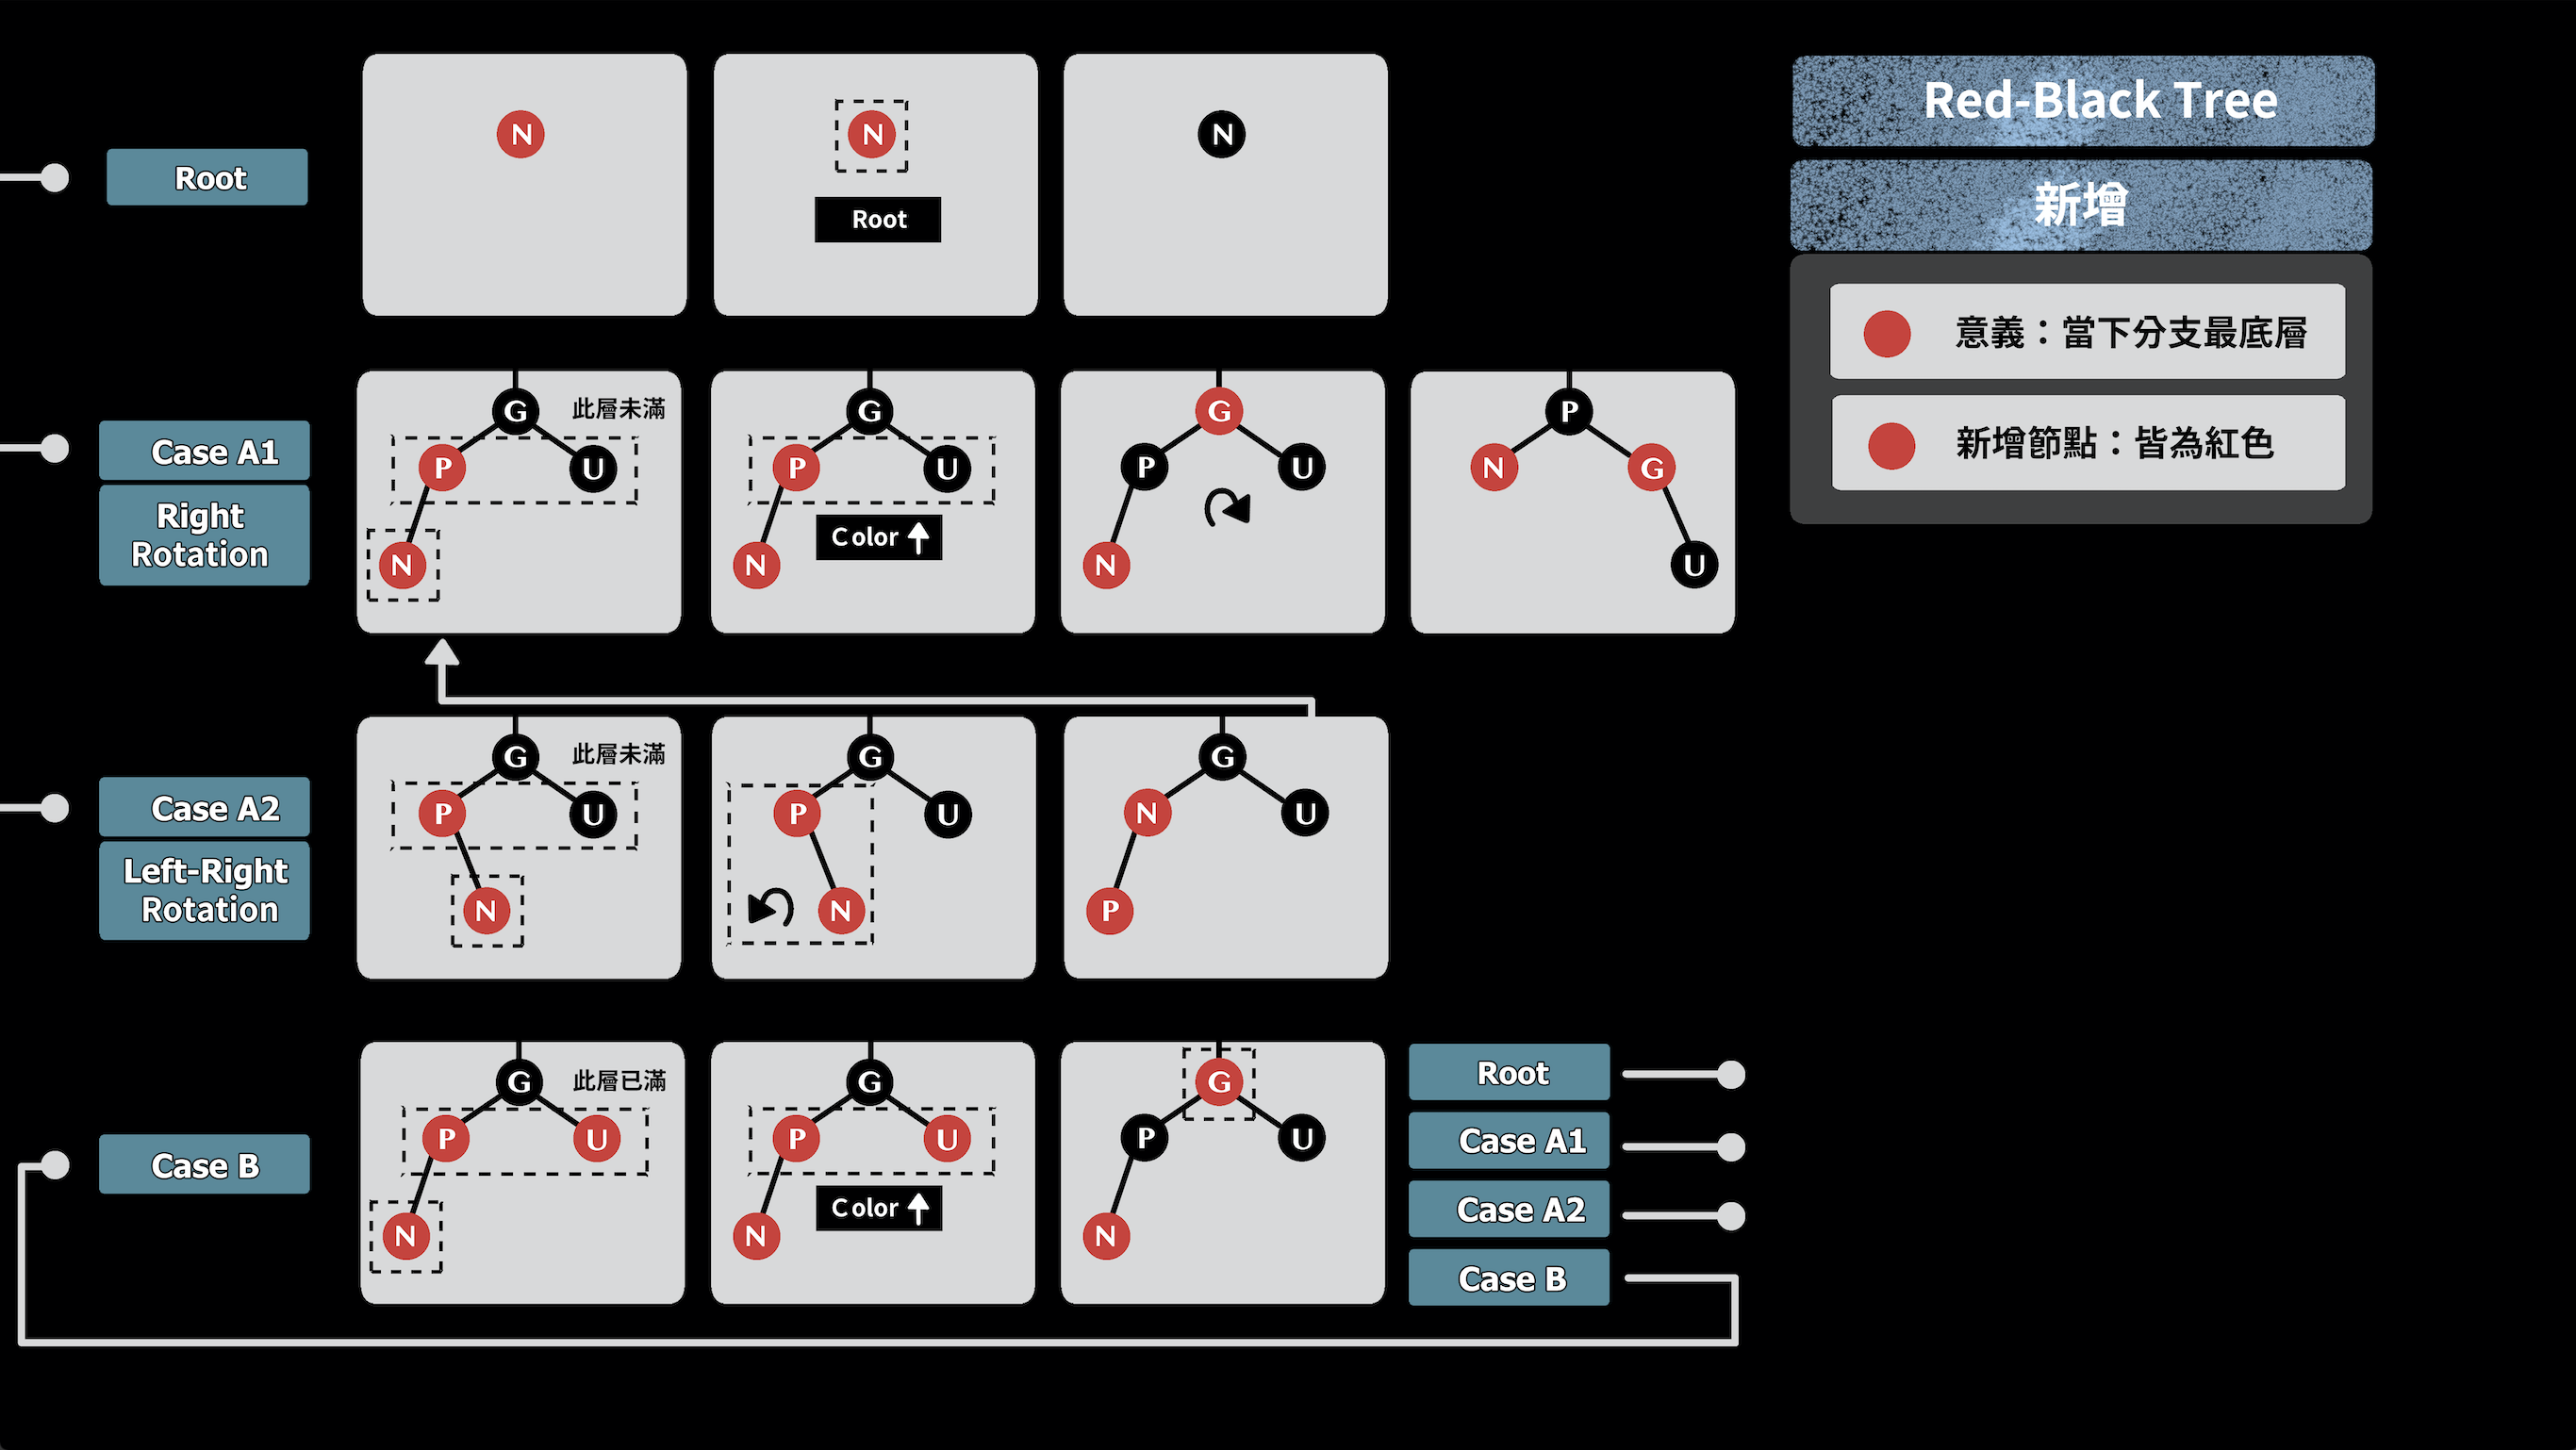 Red-Black Tree
新增
意義：當下分支最底層
新增節點：皆為紅色
Root
N
N
Root
N
Case A1
Right
Rotation
G 此層未滿
P U
N
G
P U
Color
N
G
P U
N
P
N G
U
Case A2
Left-Right
Rotation
G 此層未滿
P U
N
G
P U
N
G
N U
P
Case B
G 此層已滿
P U
N
G
P U
Color
N
G
P U
N
Root
Case A1
Case A2
Case B